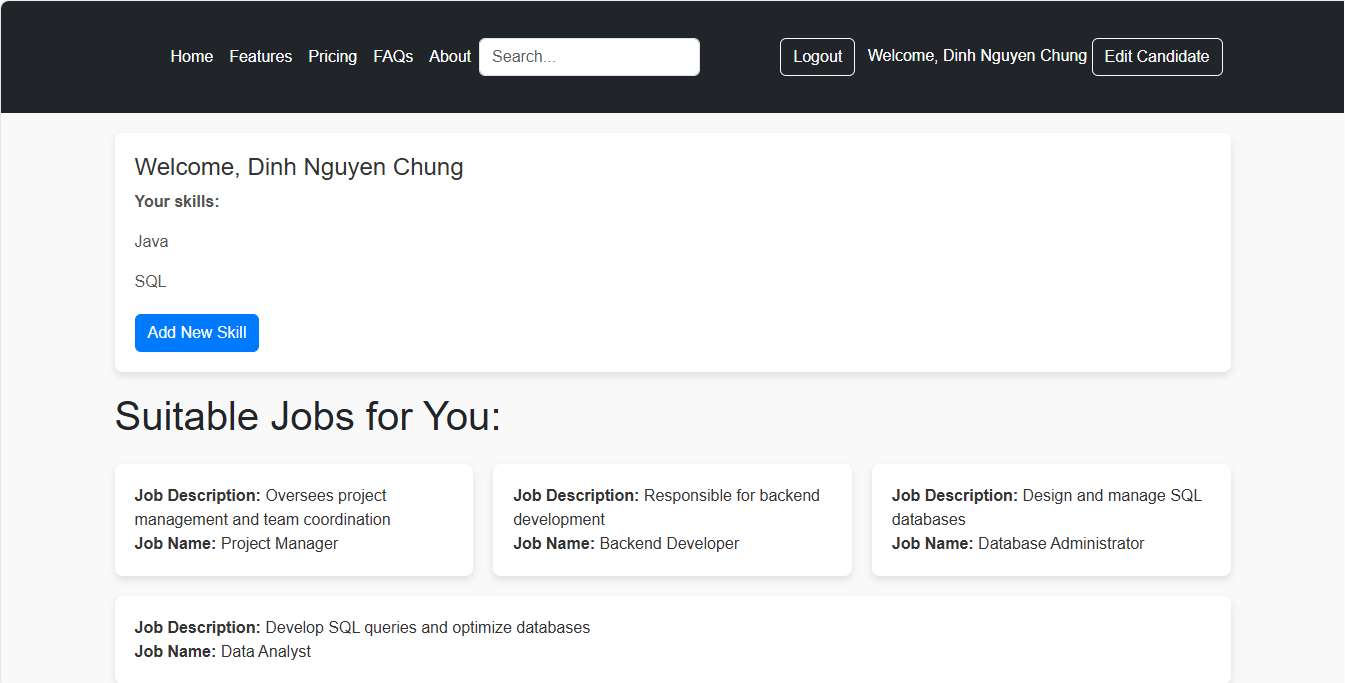 Home Features Pricing FAQs About Search... Logout Welcome, Dinh Nguyen Chung Edit Candidate
Welcome, Dinh Nguyen Chung
Your skills:
Java
SQL
Add New Skill
Suitable Jobs for You:
Job Description: Oversees project
management and team coordination
Job Name: Project Manager
Job Description: Responsible for backend
development
Job Name: Backend Developer
Job Description: Design and manage SQL
databases
Job Name: Database Administrator
Job Description: Develop SQL queries and optimize databases
Job Name: Data Analyst